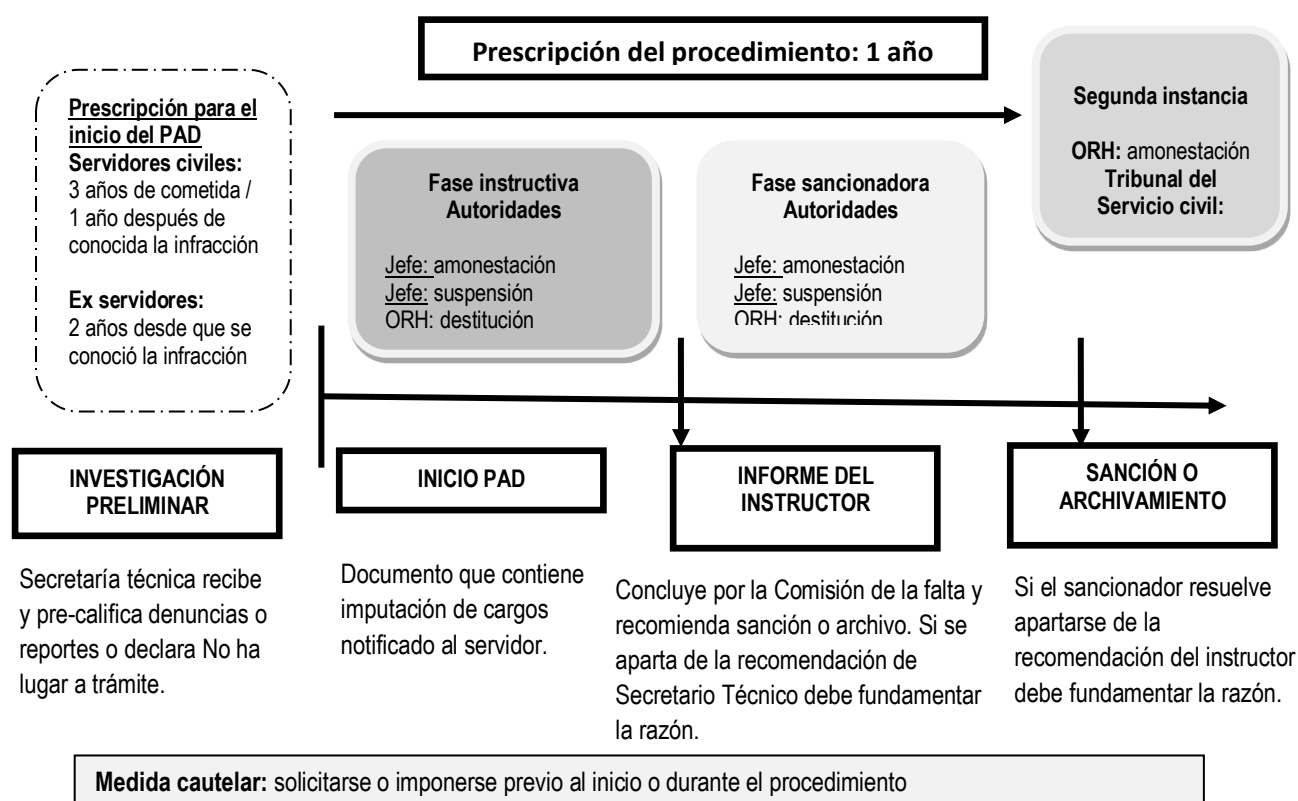 Prescripción del procedimiento: 1 año
Prescripción para el
inicio del PAD
Servidores civiles:
3 años de cometida /
1 año después de
conocida la infracción
Ex servidores:
2 años desde que se
conoció la infracción
Fase instructiva
Autoridades
Jefe: amonestación
Jefe: suspensión
ORH: destitución
Fase sancionadora
Autoridades
Jefe: amonestación
Jefe: suspensión
ORH: destitución
Segunda instancia
ORH: amonestación
Tribunal del
Servicio civil:
INVESTIGACIÓN
PRELIMINAR
INICIO PAD
INFORME DEL
INSTRUCTOR
SANCIÓN O
ARCHIVAMIENTO
Secretaría técnica recibe
y pre-califica denuncias o
reportes o declara No ha
lugar a trámite.
Documento que contiene
imputación de cargos
notificado al servidor.
Concluye por la Comisión de la falta y
recomienda sanción o archivo. Si se
aparta de la recomendación de
Secretario Técnico debe fundamentar
la razón.
Si el sancionador resuelve
apartarse de la
recomendación del instructor
debe fundamentar la razón.
Medida cautelar: solicitarse o imponerse previo al inicio o durante el procedimiento